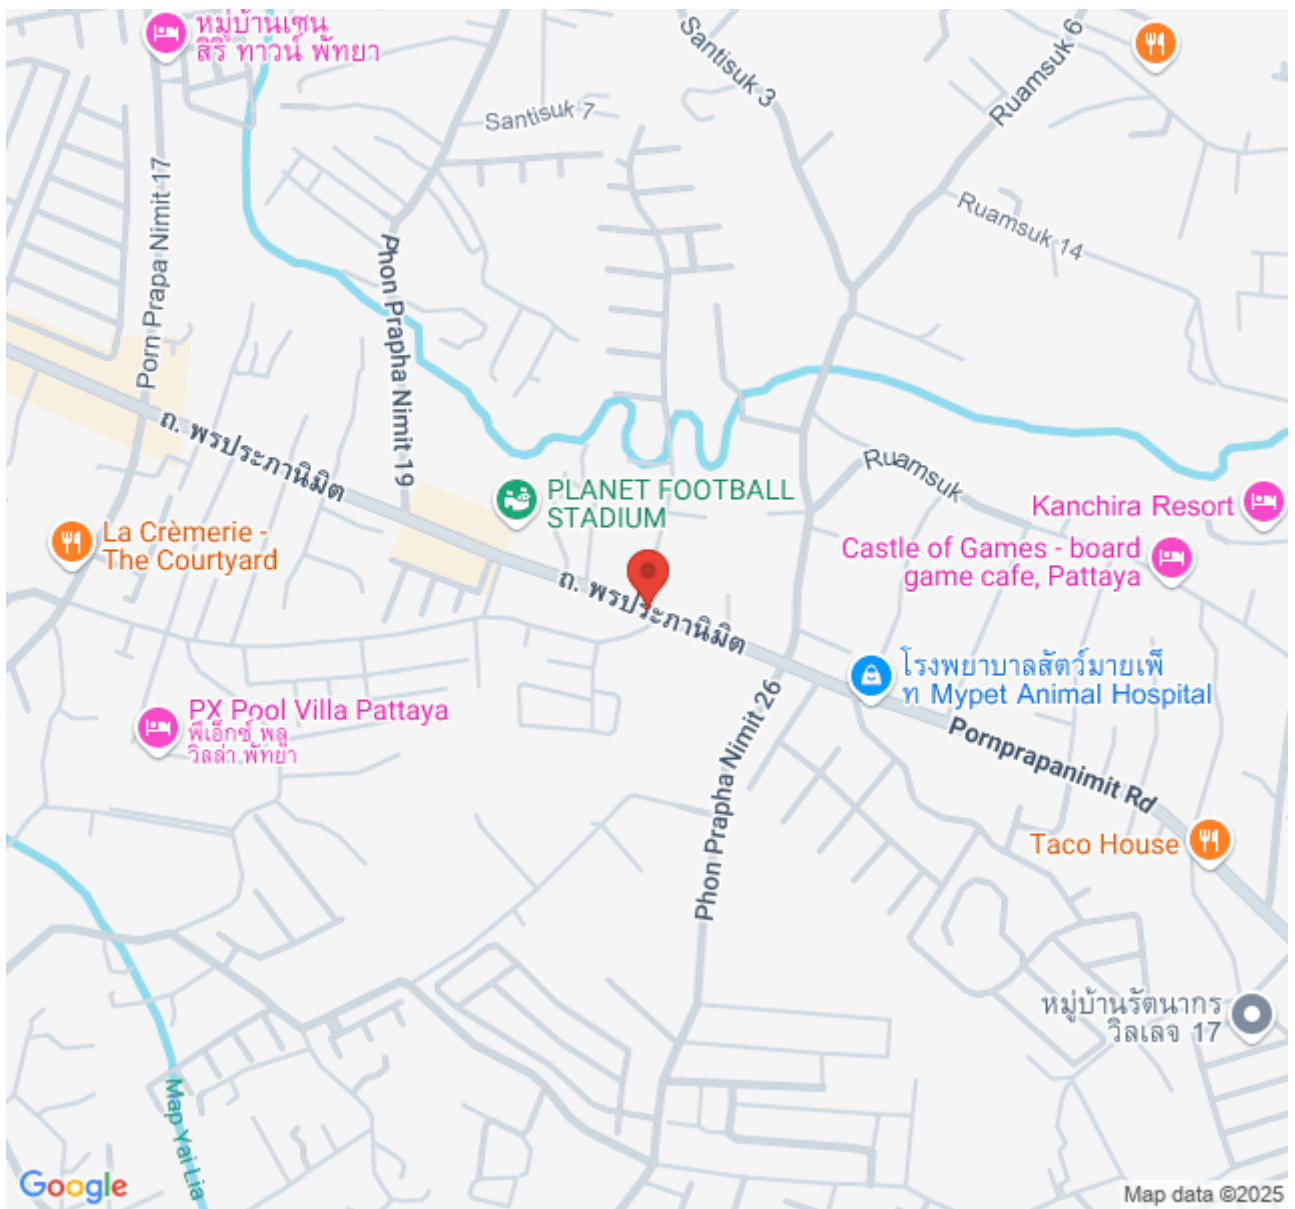 หมู่บ้านเซน
สิริ ทาวน์ พัทยา
Santisuk 3
Ruamsuk 6
Santisuk 7
Porn Prapa Nimit 17
Ruamsuk 14
Phon Prapha Nimit 19
ถ. พรประภานิมิต
Ruamsuk
PLANET FOOTBALL
STADIUM
Kanchira Resort
La Crèmerie -
The Courtyard
Castle of Games - board
game cafe, Pattaya
ถ. พรประภานิมิต
โรงพยาบาลสัตว์มายเพ็
ท Mypet Animal Hospital
PX Pool Villa Pattaya
พีเอ็กซ์ พลู
วิลล่า พัทยา
Phon Prapha Nimit 26
Pornprapanimit Rd
Taco House
หมู่บ้านรัตนากร
วิลเลจ 17
Map Yai Lia
Google
Map data ©2025